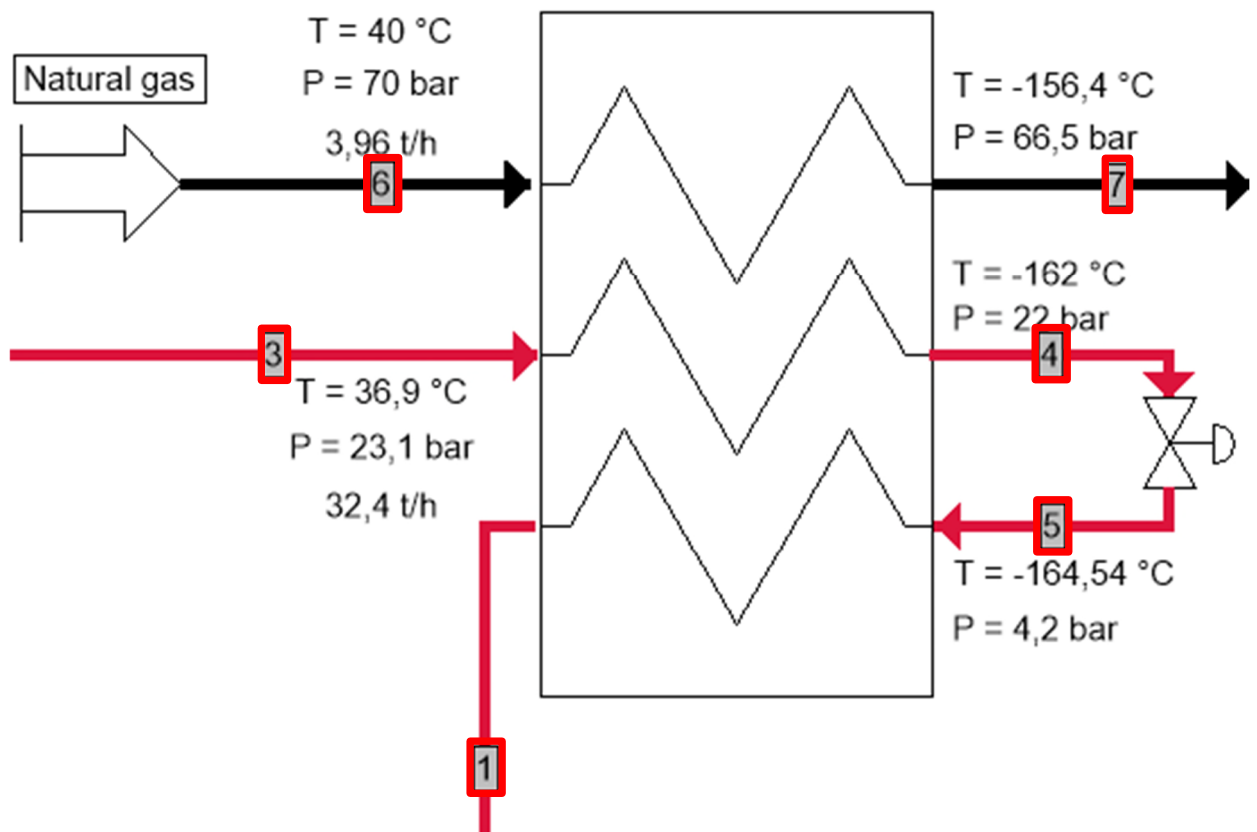 T = 40 °C
P = 70 bar
3,96 t/h
Natural gas
6
T = -156,4 °C
P = 66,5 bar
7
T = -162 °C
P = 22 bar
4
3
T = 36,9 °C
P = 23,1 bar
32,4 t/h
5
T = -164,54 °C
P = 4,2 bar
1